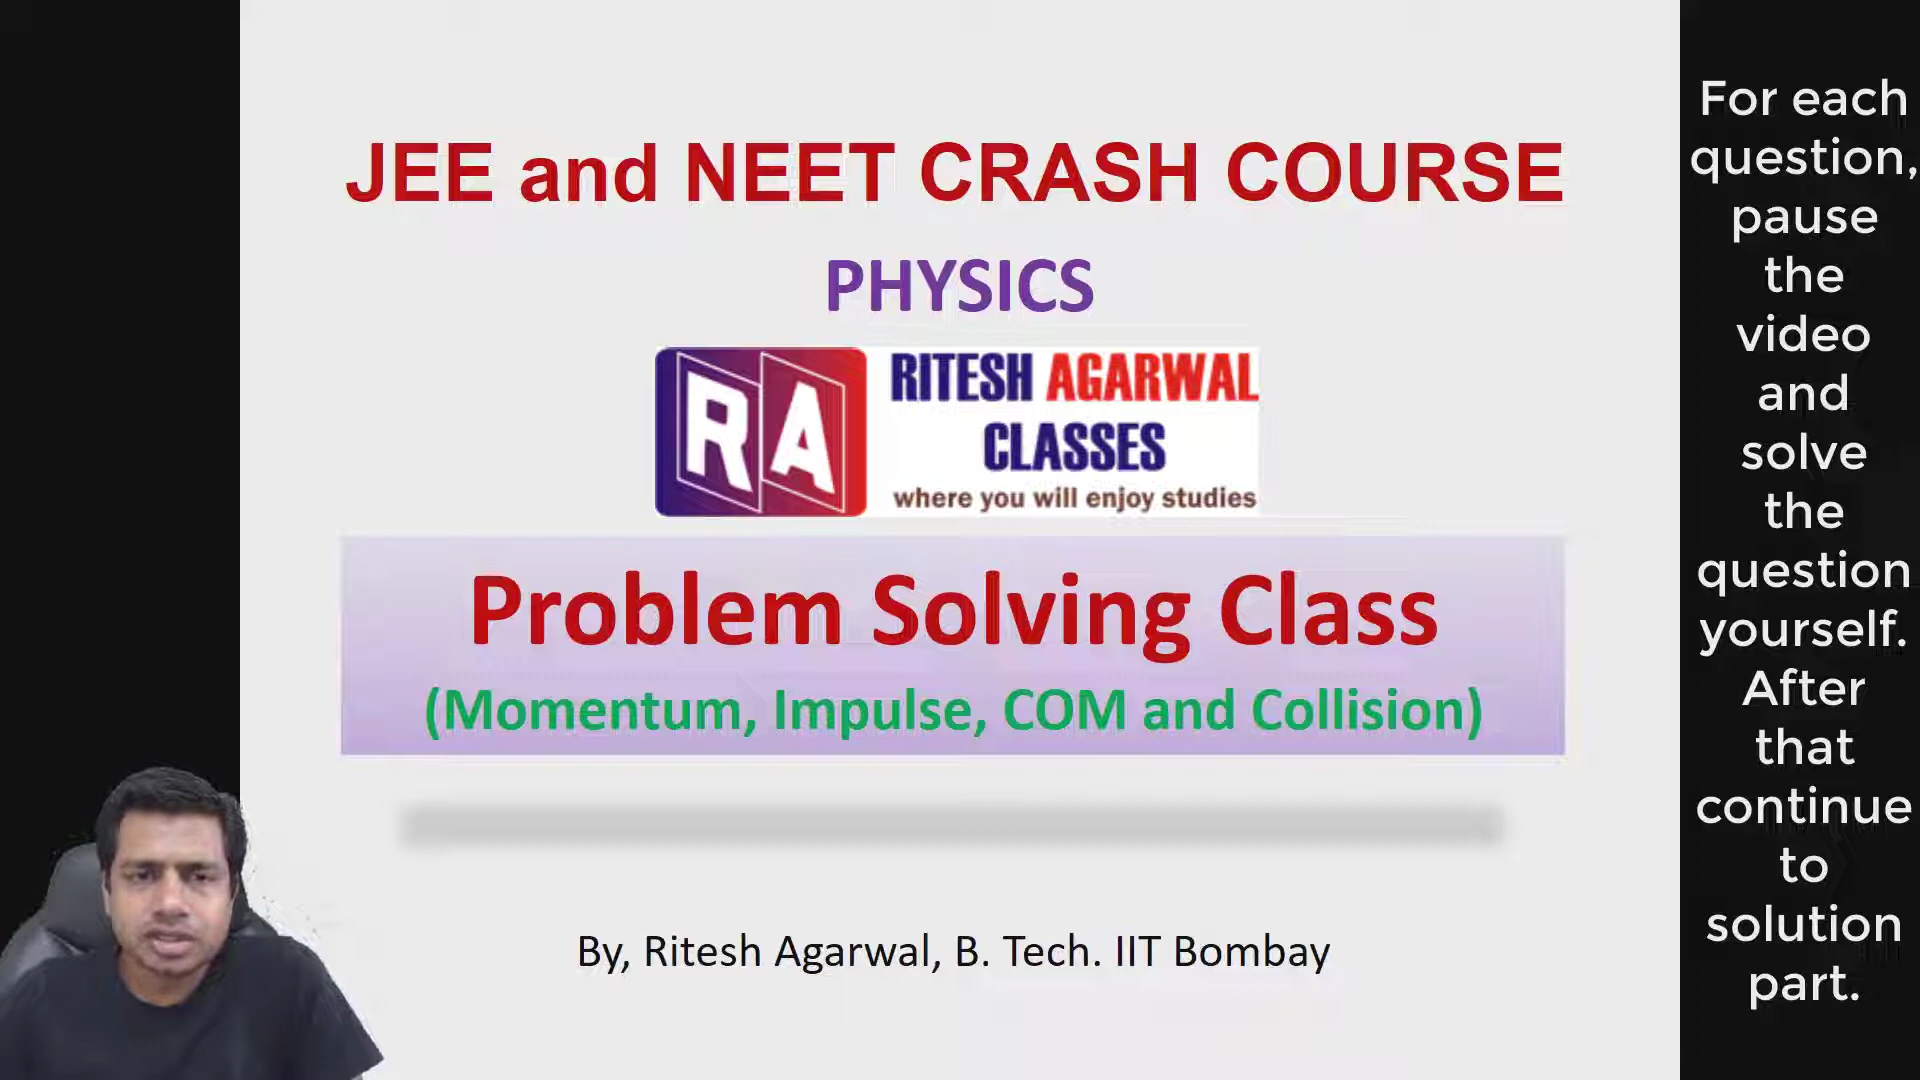 JEE and NEET CRASH COURSE
PHYSICS
RA
RITESH AGARWAL
CLASSES
where you will enjoy studies
Problem Solving Class
(Momentum, Impulse, COM and Collision)
By, Ritesh Agarwal, B. Tech. IIT Bombay
For each
question,
pause
the
video
and
solve
the
question
yourself.
After
that
continue
to
solution
part.